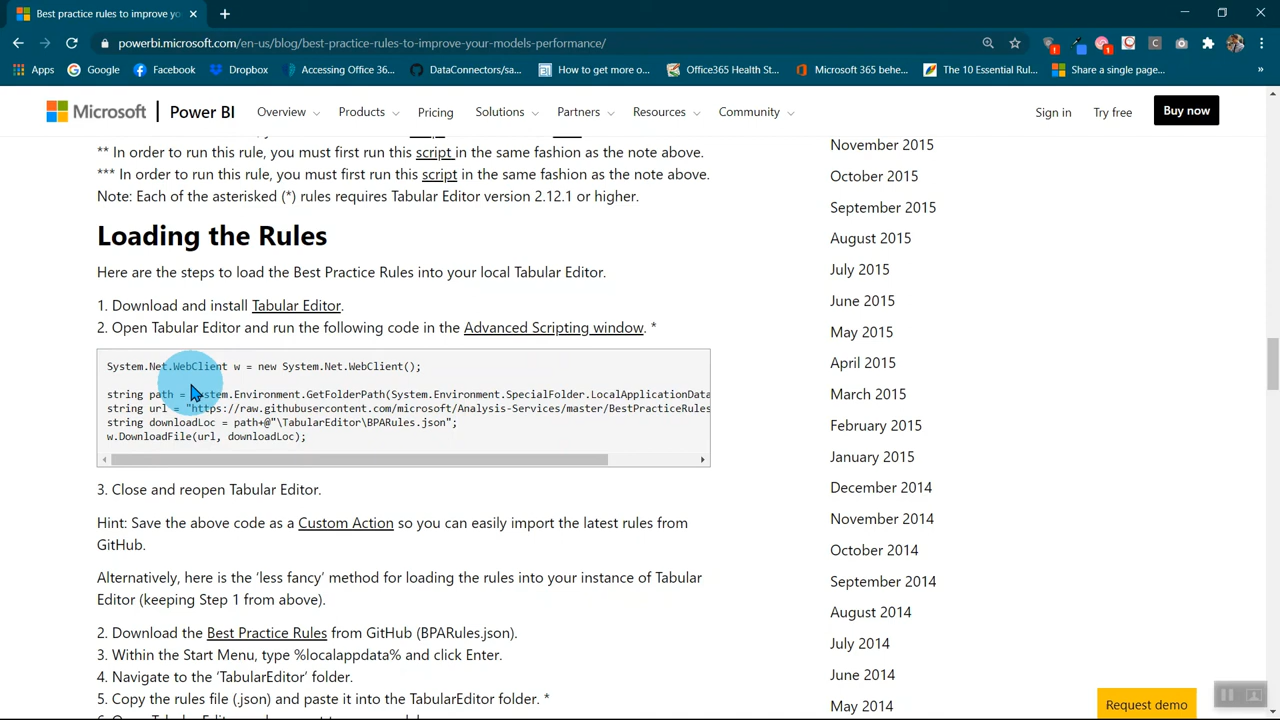 Best practice rules to improve yo
powerbi.microsoft.com/en-us/blog/best-practice-rules-to-improve-your-models-performance/
Apps
Google
Facebook
Dropbox
Accessing Office 36...
DataConnectors/sa...
How to get more o...
Office365 Health St...
Microsoft 365 behe...
The 10 Essential Rul...
Share a single page...
»
Microsoft
Power BI
Overview
Products
Pricing
Solutions
Partners
Resources
Community
Sign in
Try free
Buy now
** In order to run this rule, you must first run this script in the same fashion as the note above.
*** In order to run this rule, you must first run this script in the same fashion as the note above.
Note: Each of the asterisked (*) rules requires Tabular Editor version 2.12.1 or higher.
Loading the Rules
Here are the steps to load the Best Practice Rules into your local Tabular Editor.
1. Download and install Tabular Editor.
2. Open Tabular Editor and run the following code in the Advanced Scripting window. *
System.Net.WebClient w = new System.Net.WebClient();
string path = System.Environment.GetFolderPath(System.Environment.SpecialFolder.LocalApplicationData
string url = "https://raw.githubusercontent.com/microsoft/Analysis-Services/master/BestPracticeRules
string downloadLoc = path+@"\TabularEditor\BPARules.json";
w.DownloadFile(url, downloadLoc);
3. Close and reopen Tabular Editor.
Hint: Save the above code as a Custom Action so you can easily import the latest rules from
GitHub.
Alternatively, here is the ‘less fancy’ method for loading the rules into your instance of Tabular
Editor (keeping Step 1 from above).
2. Download the Best Practice Rules from GitHub (BPARules.json).
3. Within the Start Menu, type %localappdata% and click Enter.
4. Navigate to the ‘TabularEditor’ folder.
5. Copy the rules file (.json) and paste it into the TabularEditor folder. *
November 2015
October 2015
September 2015
August 2015
July 2015
June 2015
May 2015
April 2015
March 2015
February 2015
January 2015
December 2014
November 2014
October 2014
September 2014
August 2014
July 2014
June 2014
May 2014
Request demo